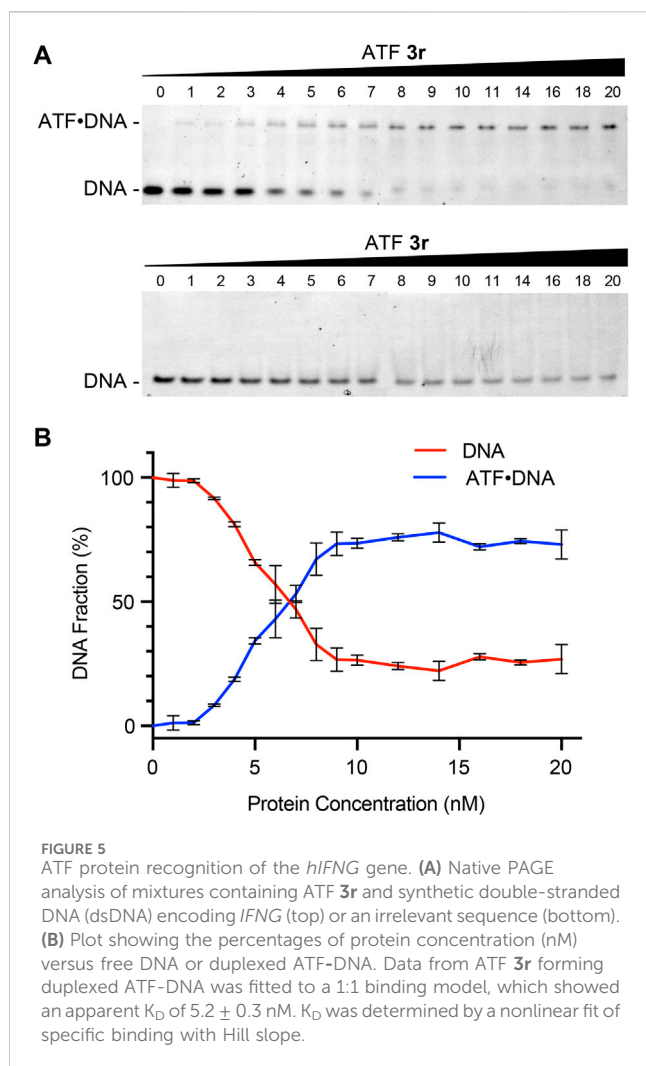 A
ATF 3r
0 1 2 3 4 5 6 7 8 9 10 11 14 16 18 20
ATF•DNA -
DNA -
ATF 3r
0 1 2 3 4 5 6 7 8 9 10 11 12 14 16 18 20
DNA -
B
DNA
ATF•DNA
100
50
0
DNA Fraction (%)
0 5 10 15 20
Protein Concentration (nM)
FIGURE 5
ATF protein recognition of the hIFNG gene. (A) Native PAGE
analysis of mixtures containing ATF 3r and synthetic double-stranded
DNA (dsDNA) encoding IFNG (top) or an irrelevant sequence (bottom).
(B) Plot showing the percentages of protein concentration (nM)
versus free DNA or duplexed ATF-DNA. Data from ATF 3r forming
duplexed ATF-DNA was fitted to a 1:1 binding model, which showed
an apparent K_D of 5.2 ± 0.3 nM. K_D was determined by a nonlinear fit of
specific binding with Hill slope.